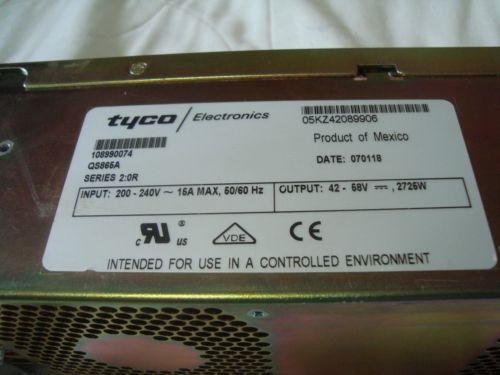 tyco / Electronics
05KZ42089906
108990074
Product of Mexico
QS865A
DATE: 070118
SERIES 2:0R
INPUT: 200 - 240V ~ 15A MAX, 50/60 Hz
OUTPUT: 42 - 58V ⎓, 2725W
c UR us
VDE
CE
INTENDED FOR USE IN A CONTROLLED ENVIRONMENT